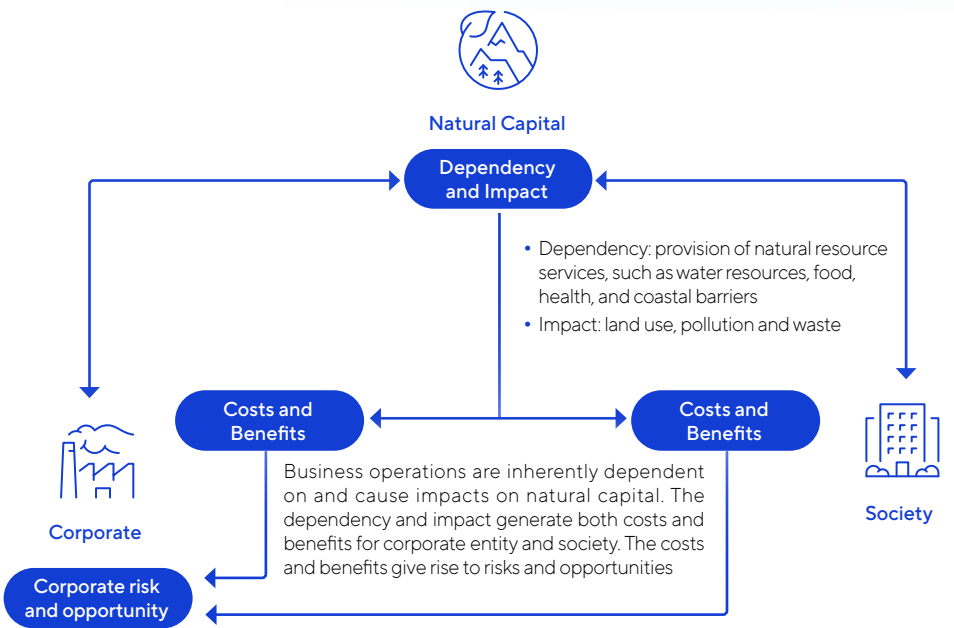 Natural Capital
Dependency
and Impact
• Dependency: provision of natural resource
services, such as water resources, food,
health, and coastal barriers
• Impact: land use, pollution and waste
Costs and
Benefits
Costs and
Benefits
Business operations are inherently dependent
on and cause impacts on natural capital. The
dependency and impact generate both costs and
benefits for corporate entity and society. The costs
and benefits give rise to risks and opportunities
Corporate
Society
Corporate risk
and opportunity